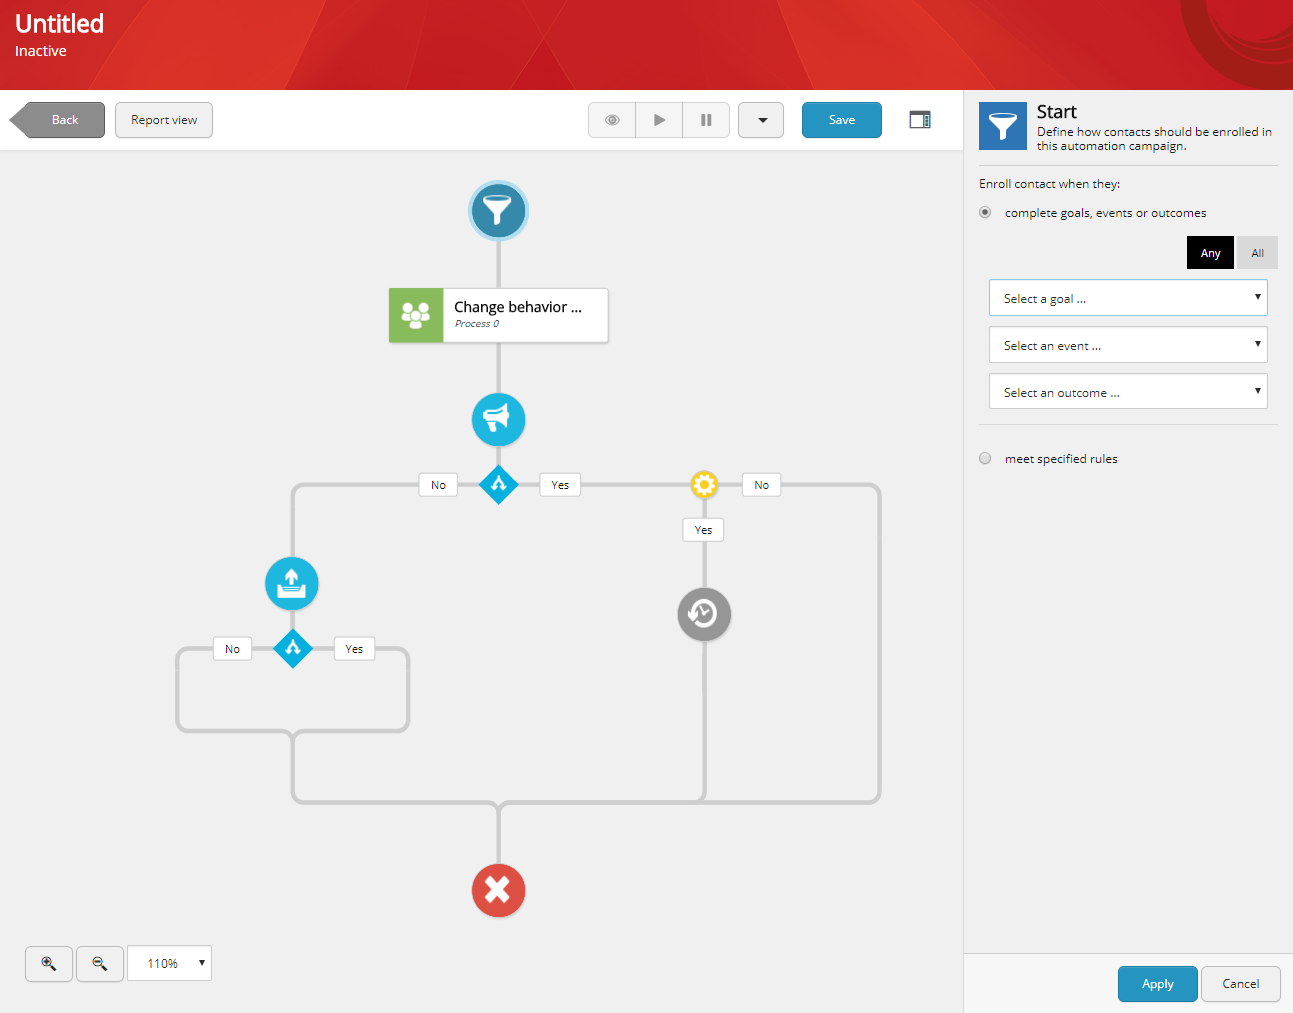 Untitled
Inactive
Back
Report view
Save
Start
Define how contacts should be enrolled in
this automation campaign.
Enroll contact when they:
complete goals, events or outcomes
Any
All
Select a goal ...
Select an event ...
Select an outcome ...
meet specified rules
Change behavior ...
Process 0
No
Yes
No
Yes
No
Yes
110%
Apply
Cancel